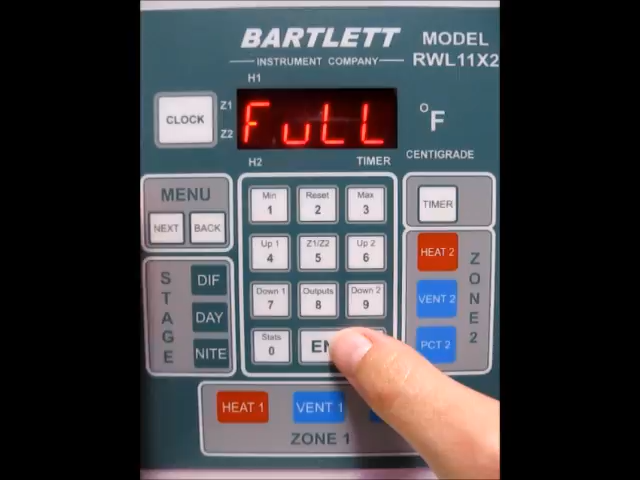 BARTLETT
INSTRUMENT COMPANY
MODEL
RWL11X2
H1
CLOCK
Z1
Z2
FuLL
°F
H2
TIMER
CENTIGRADE
MENU
NEXT
BACK
Min
1
Reset
2
Max
3
TIMER
Up 1
4
Z1/Z2
5
Up 2
6
Down 1
7
Outputs
8
Down 2
9
Stats
0
STAGE
DIF
DAY
NITE
HEAT 2
VENT 2
PCT 2
ZONE 2
HEAT 1
VENT 1
ZONE 1